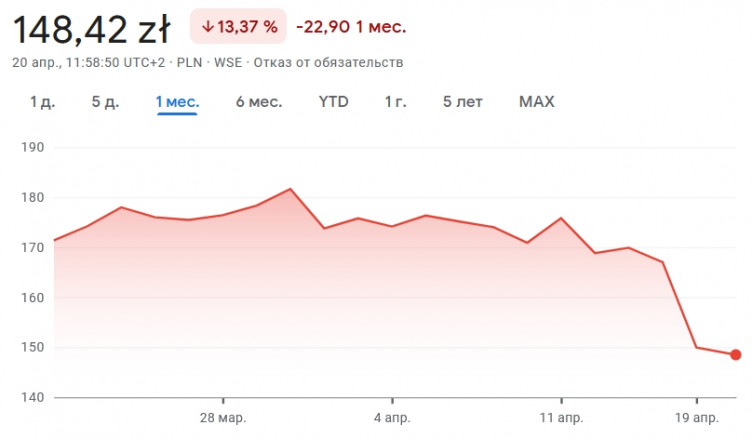 148,42 zł ↓13,37 % -22,90 1 мес.
20 апр., 11:58:50 UTC+2 · PLN · WSE · Отказ от обязательств
1 д. 5 д. 1 мес. 6 мес. YTD 1 г. 5 лет MAX
190
180
170
160
150
140
28 мар. 4 апр. 11 апр. 19 апр.